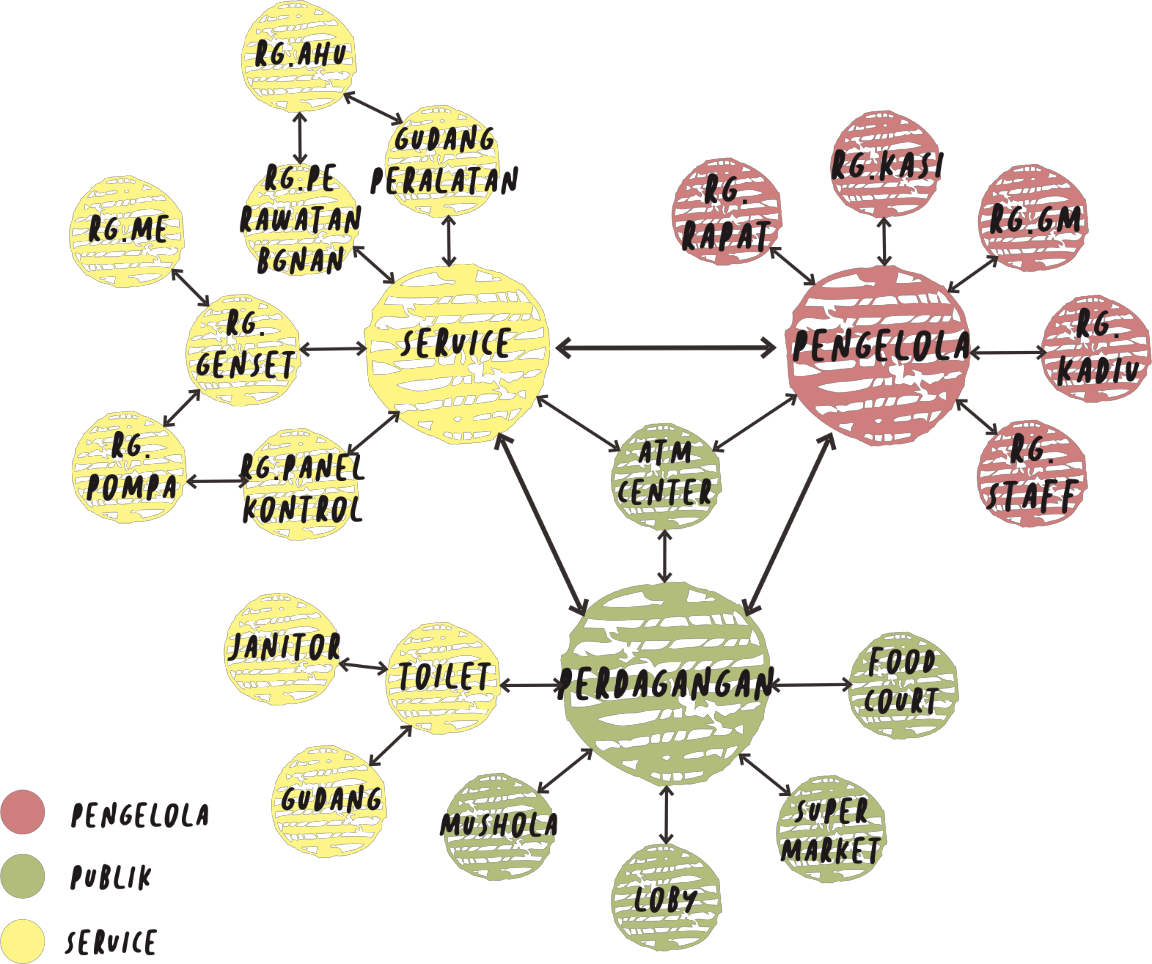 RG.AHU
GUDANG
PERALATAN
RG.PE
RAWATAN
BGNAN
RG.ME
RG.
GENSET
RG.
POMPA
RG.PANEL
KONTROL
SERVICE
RG.
RAPAT
RG.KASI
RG.GM
RG.
KADIV
RG.
STAFF
PENGELOLA
ATM
CENTER
PERDAGANGAN
JANITOR
TOILET
GUDANG
MUSHOLA
LOBY
SUPER
MARKET
FOOD
COURT
PENGELOLA
PUBLIK
SERVICE